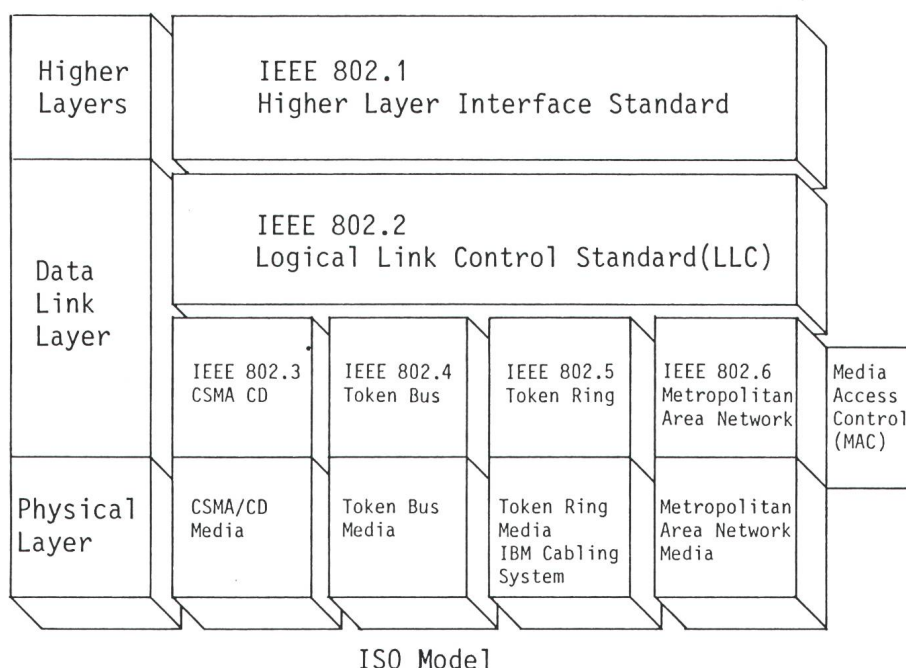 Higher
Layers
IEEE 802.1
Higher Layer Interface Standard
Data
Link
Layer
IEEE 802.2
Logical Link Control Standard(LLC)
IEEE 802.3
CSMA CD
IEEE 802.4
Token Bus
IEEE 802.5
Token Ring
IEEE 802.6
Metropolitan
Area Network
Media
Access
Control
(MAC)
Physical
Layer
CSMA/CD
Media
Token Bus
Media
Token Ring
Media
IBM Cabling
System
Metropolitan
Area Network
Media
ISO Model